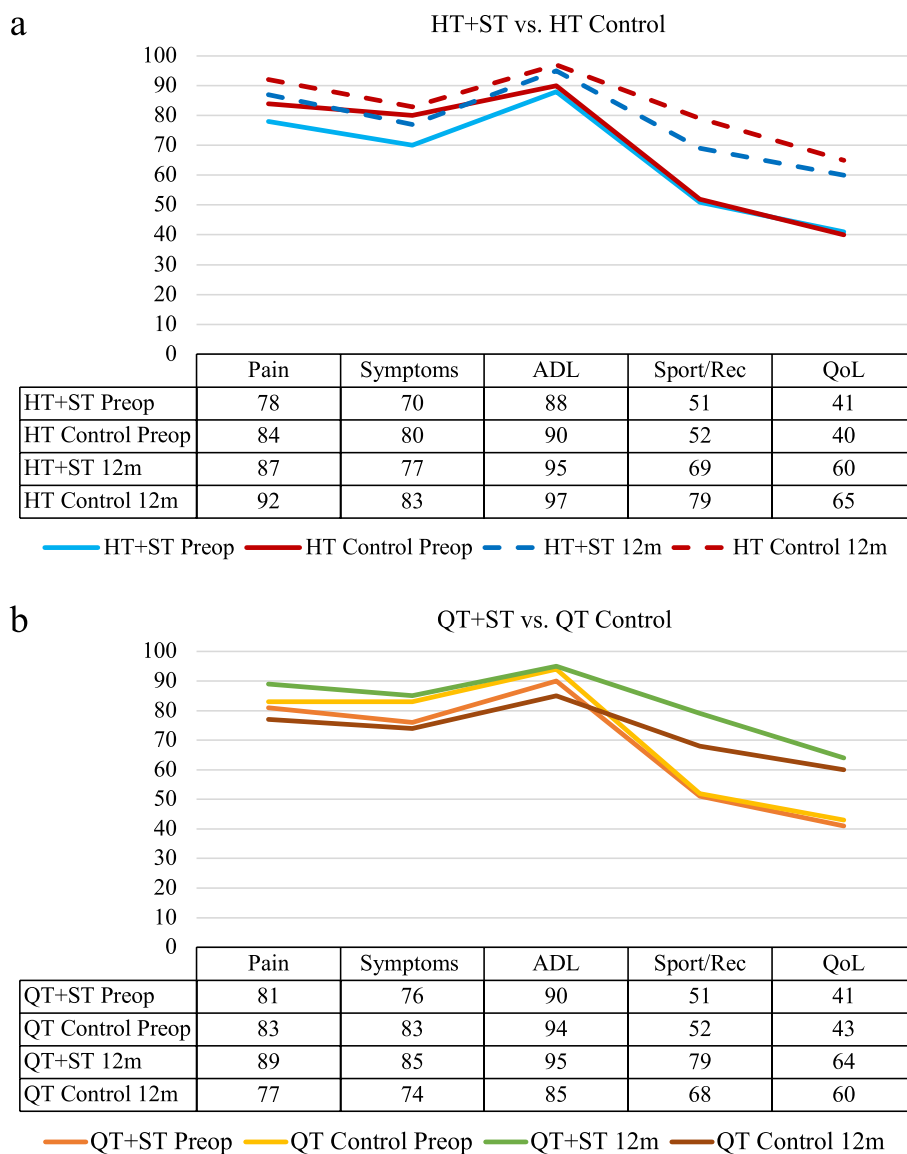 a
HT+ST vs. HT Control
100
90
80
70
60
50
40
30
20
10
0
Pain Symptoms ADL Sport/Rec QoL
HT+ST Preop 78 70 88 51 41
HT Control Preop 84 80 90 52 40
HT+ST 12m 87 77 95 69 60
HT Control 12m 92 83 97 79 65
HT+ST Preop HT Control Preop HT+ST 12m HT Control 12m
b
QT+ST vs. QT Control
100
90
80
70
60
50
40
30
20
10
0
Pain Symptoms ADL Sport/Rec QoL
QT+ST Preop 81 76 90 51 41
QT Control Preop 83 83 94 52 43
QT+ST 12m 89 85 95 79 64
QT Control 12m 77 74 85 68 60
QT+ST Preop QT Control Preop QT+ST 12m QT Control 12m